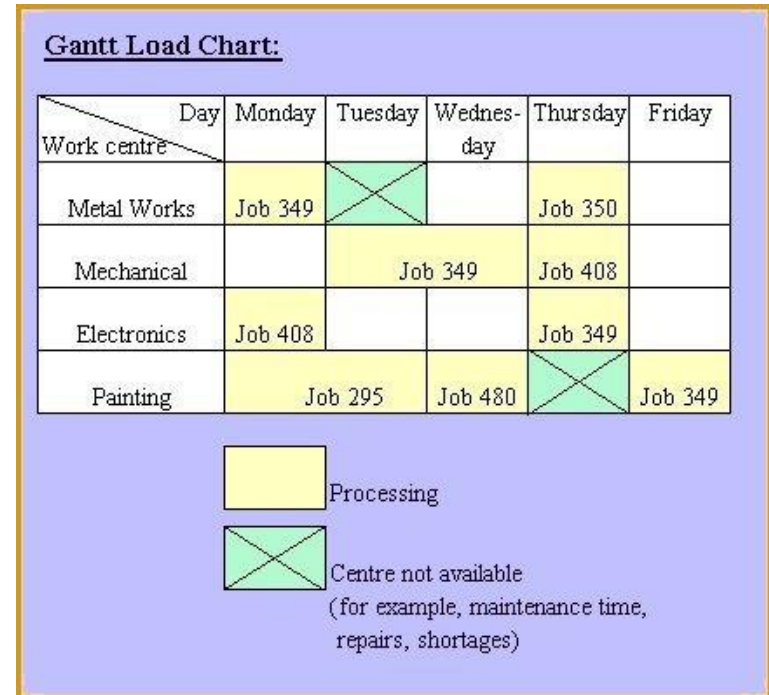 Gantt Load Chart:
Day Monday Tuesday Wednes- Thursday Friday
Work centre day
Metal Works Job 349 Job 350
Mechanical Job 349 Job 408
Electronics Job 408 Job 349
Painting Job 295 Job 480 Job 349
Processing
Centre not available
(for example, maintenance time,
repairs, shortages)